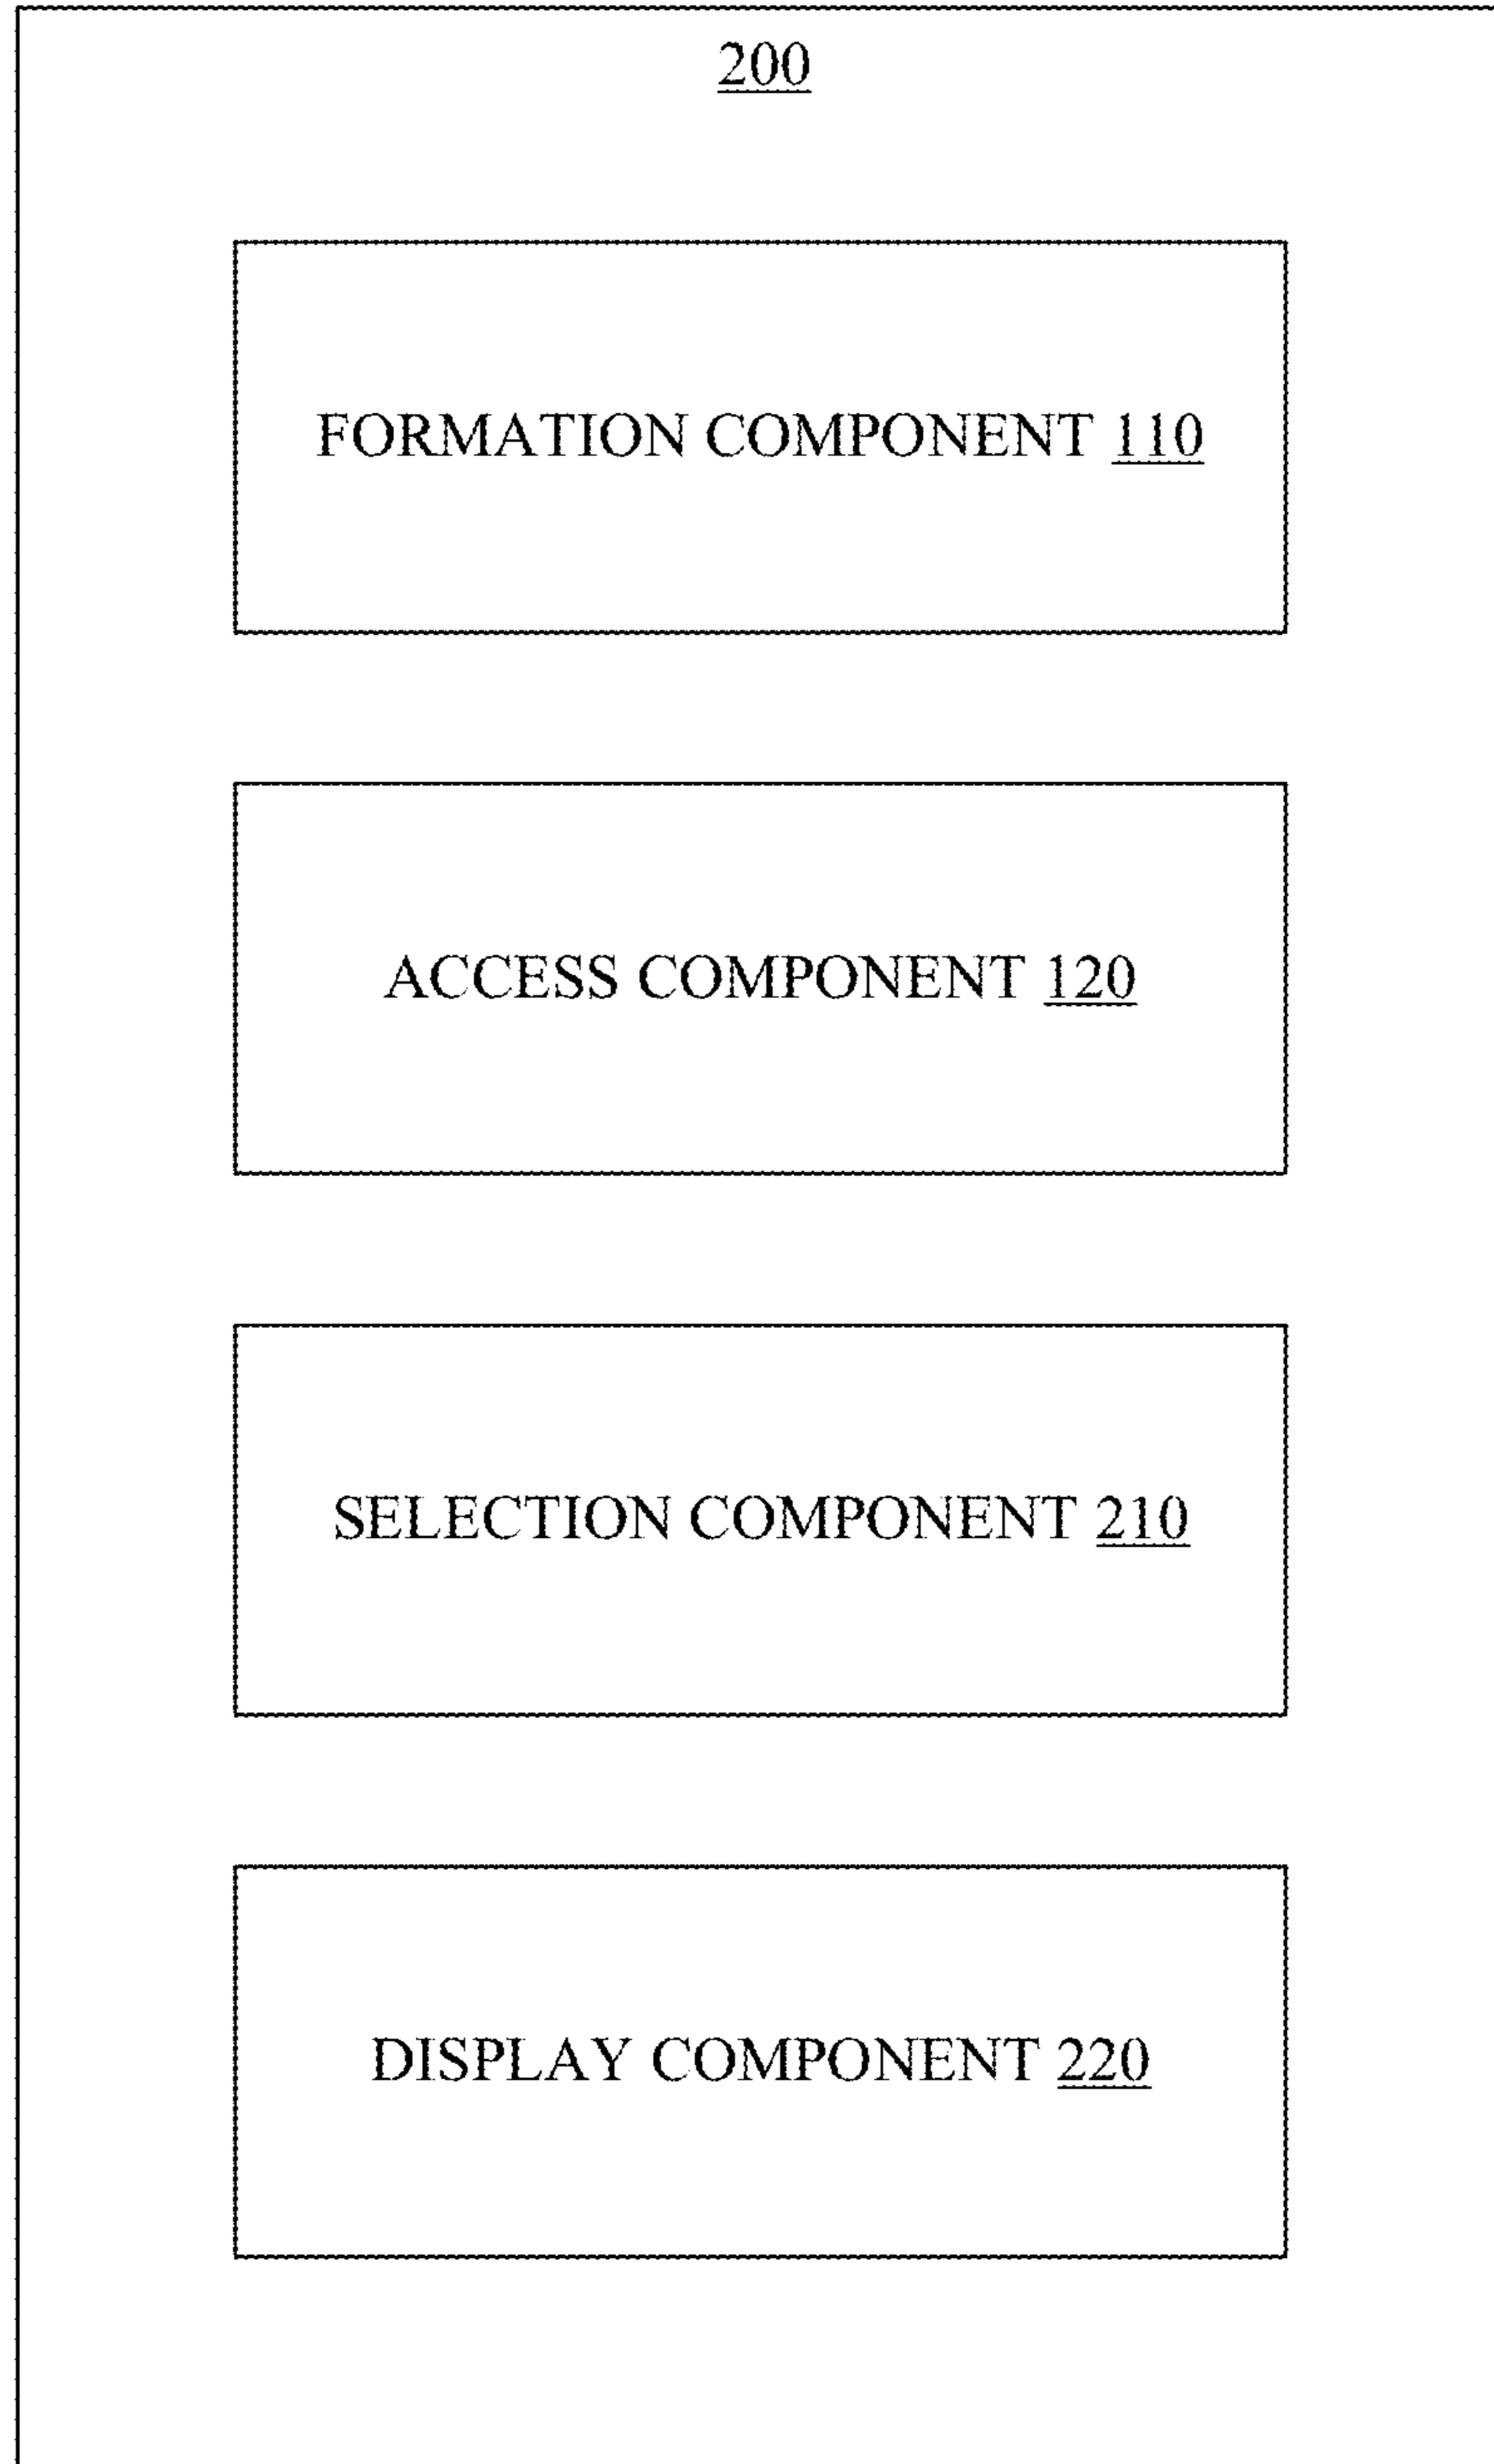 200
FORMATION COMPONENT 110
ACCESS COMPONENT 120
SELECTION COMPONENT 210
DISPLAY COMPONENT 220